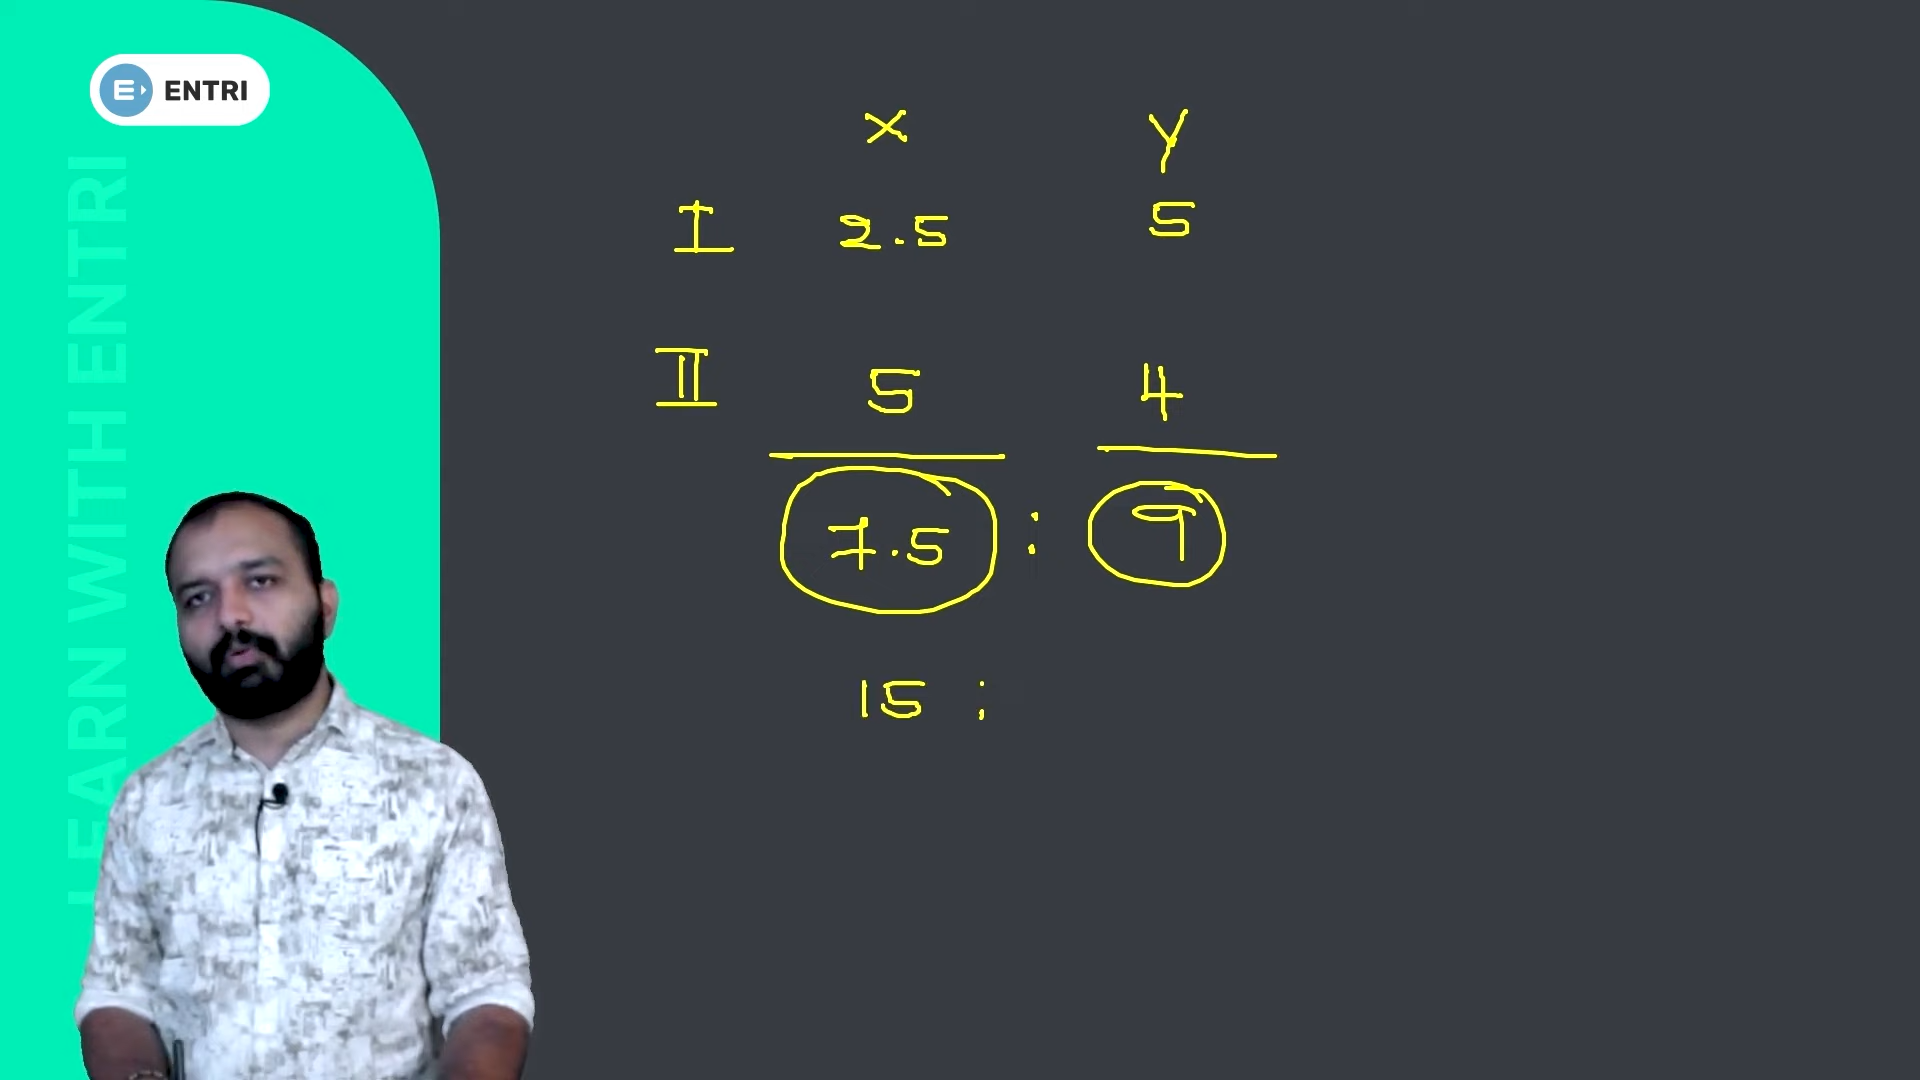 ENTRI
LEARN WITH ENTRI
x y
I 2.5 5
II 5 4
7.5 : 9
15 :